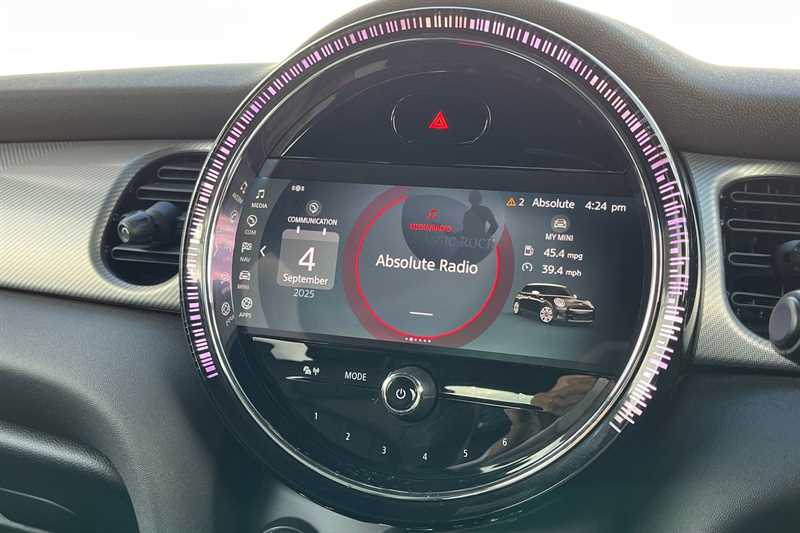 2 Absolute 4:24 pm
MEDIA
COM
NAV
MINI
APPS
COMMUNICATION
4
September
2025
Absolute Radio
MY MINI
45.4 mpg
39.4 mph
MODE
1 2 3 4 5 6